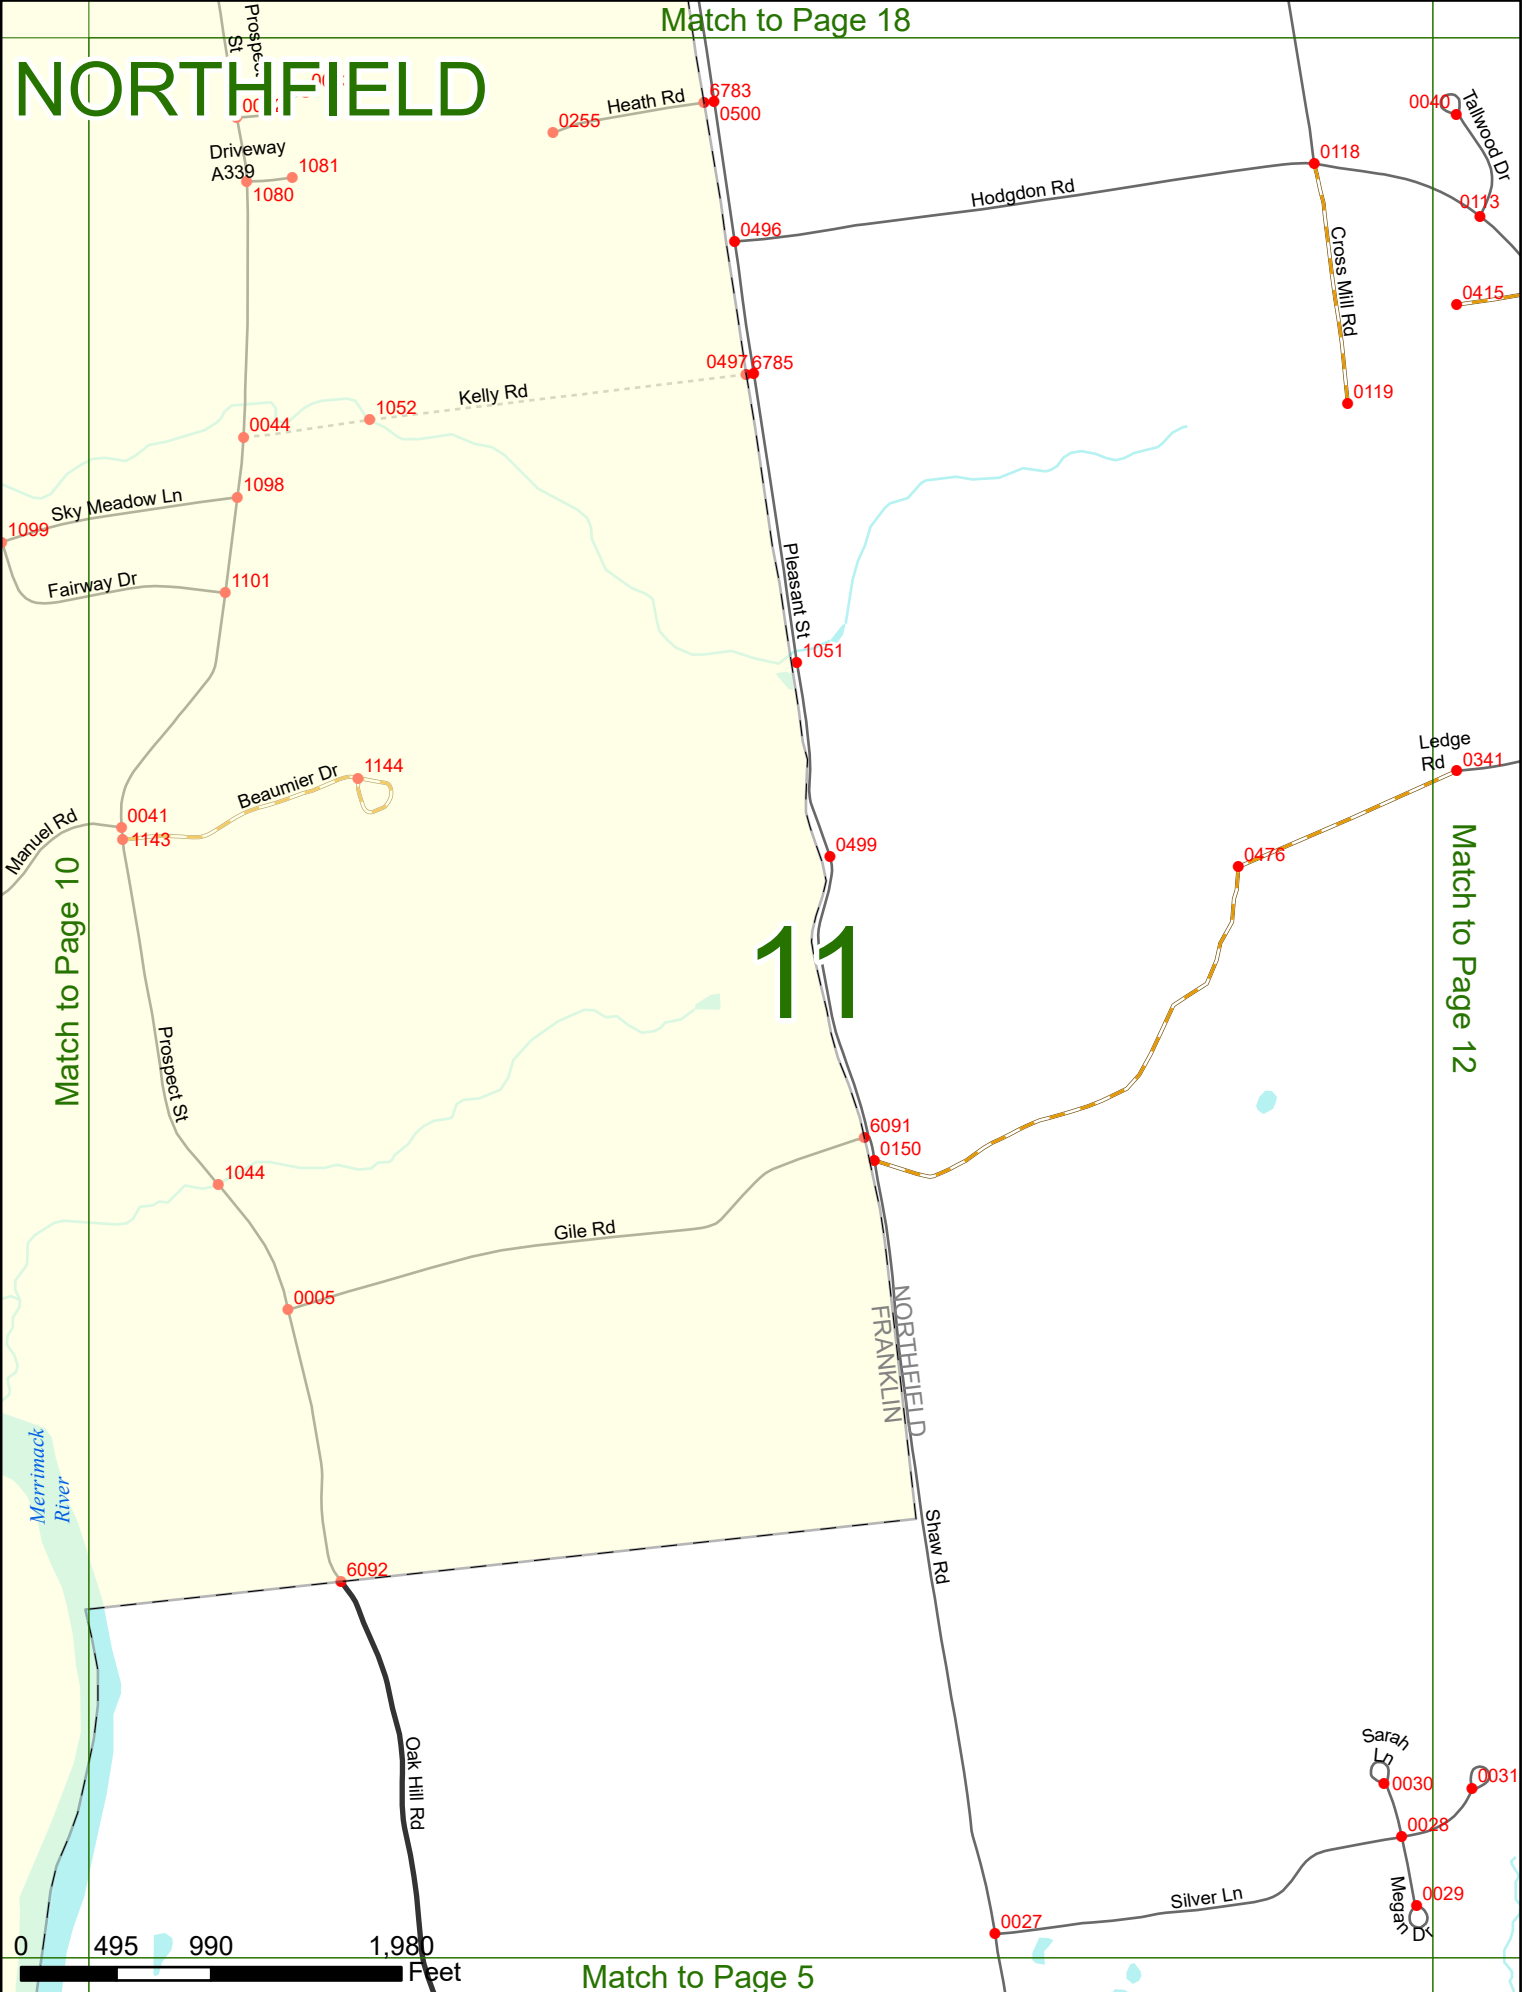 Match to Page 18
NORTHFIELD
Prospect
St
Heath Rd
6783
0500
0255
0040
Tallwood Dr
Driveway
A339
1081
1080
0118
Hodgdon Rd
0113
0496
Cross Mill Rd
0415
0497
6785
Kelly Rd
1052
0119
0044
1098
Sky Meadow Ln
1099
Fairway Dr
1101
Pleasant St
1051
Ledge
Rd
0341
1144
Beaumier Dr
0041
1143
Manuel Rd
0499
0476
Match to Page 10
11
Match to Page 12
Prospect St
6091
0150
1044
Gile Rd
0005
NORTHFIELD
FRANKLIN
Merrimack
River
Shaw Rd
6092
Oak Hill Rd
Sarah
Ln
0030
0031
0028
Silver Ln
0029
Megan Dr
0027
0 495 990 1,980
Feet
Match to Page 5